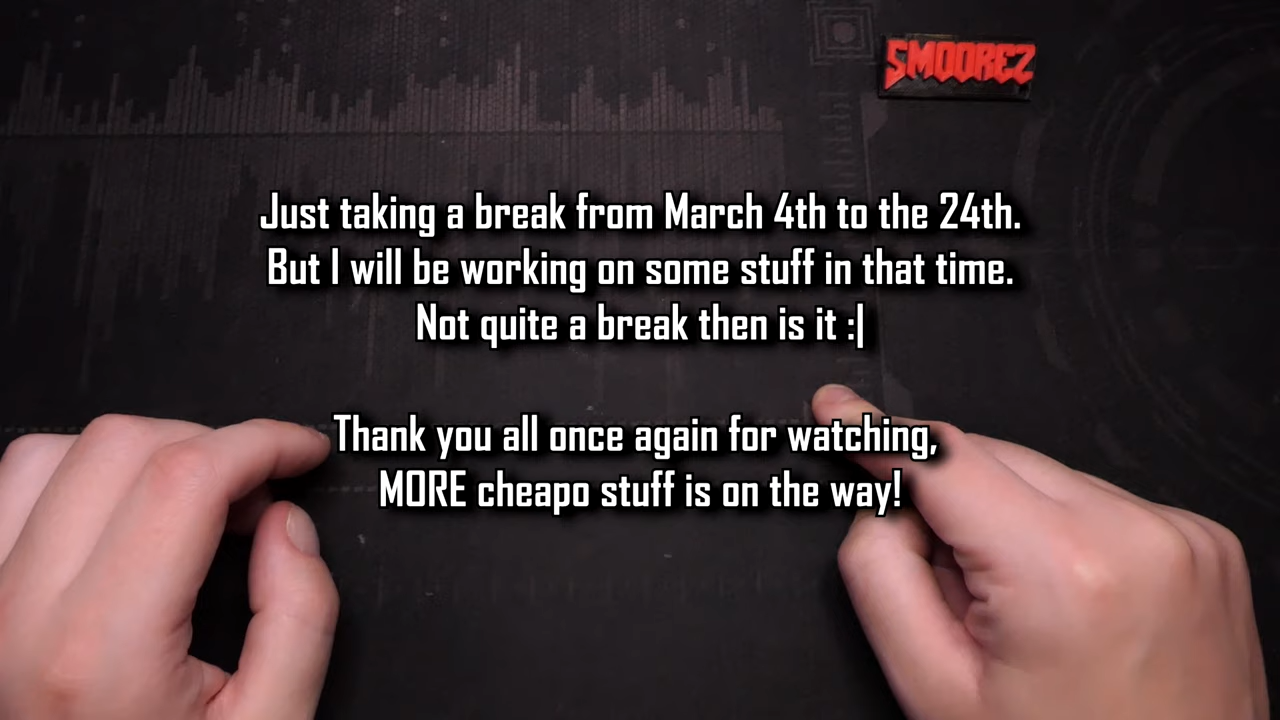 SMOOREZ
Just taking a break from March 4th to the 24th.
But I will be working on some stuff in that time.
Not quite a break then is it :|
Thank you all once again for watching,
MORE cheapo stuff is on the way!